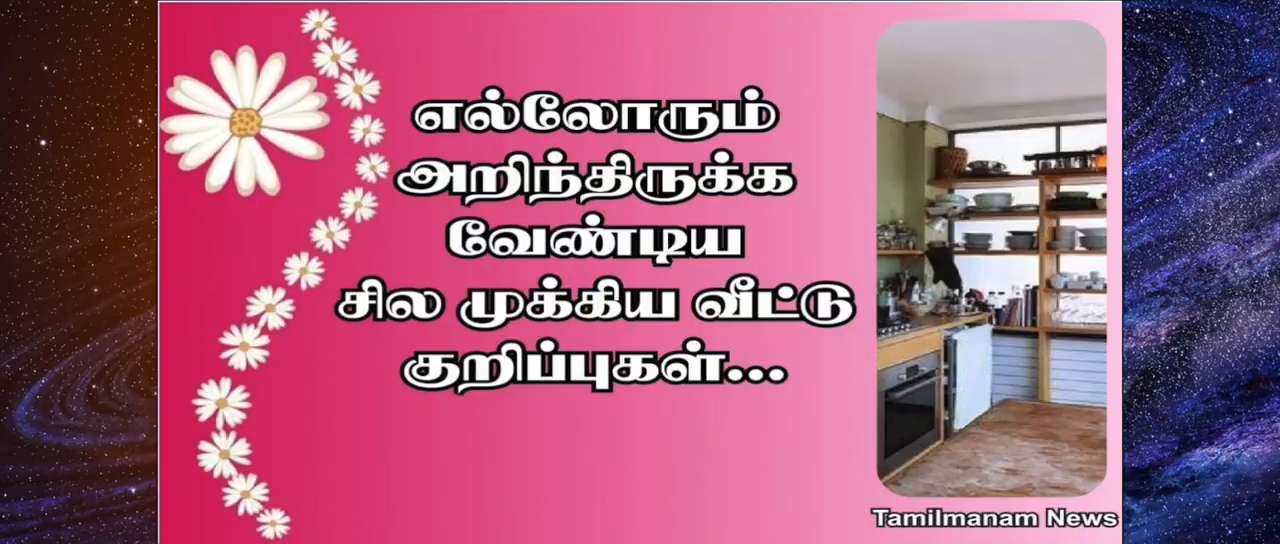 எல்லோரும்
அறிந்திருக்க
வேண்டிய
சில முக்கிய வீட்டு
குறிப்புகள்...
Tamilmanam News